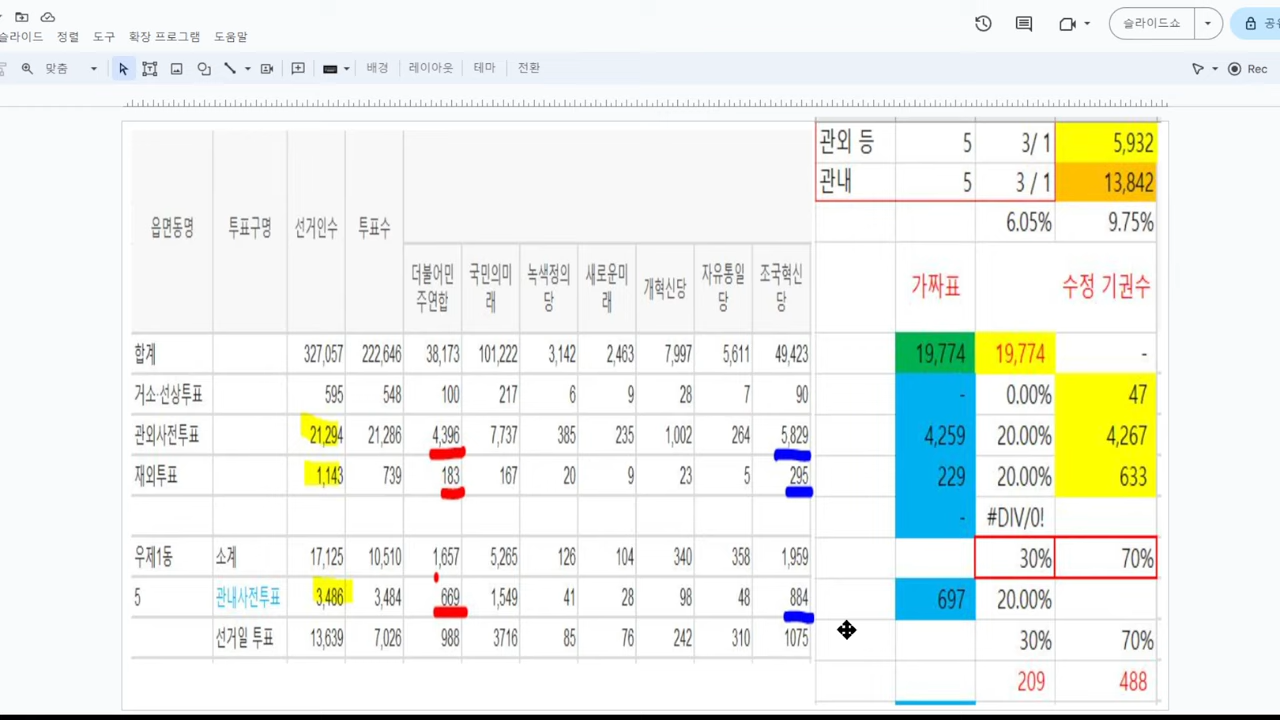 슬라이드 정렬 도구 확장 프로그램 도움말
슬라이드쇼
맞춤 배경 레이아웃 테마 전환 Rec
관외 등 5 3/ 1 5,932
관내 5 3 / 1 13,842
6.05% 9.75%
읍면동명 투표구명 선거인수 투표수
더불어민주연합 국민의미래 녹색정의당 새로운미래 개혁신당 자유통일당 조국혁신당 가짜표 수정 기권수
합계 327,057 222,646 38,173 101,222 3,142 2,463 7,997 5,611 49,423 19,774 19,774 -
거소·선상투표 595 548 100 217 6 9 28 7 90 - 0.00% 47
관외사전투표 21,294 21,286 4,396 7,737 385 235 1,002 264 5,829 4,259 20.00% 4,267
재외투표 1,143 739 183 167 20 9 23 5 295 229 20.00% 633
- #DIV/0!
우제1동 소계 17,125 10,510 1,657 5,265 126 104 340 358 1,959 30% 70%
5 관내사전투표 3,486 3,484 669 1,549 41 28 98 48 884 697 20.00%
선거일 투표 13,639 7,026 988 3716 85 76 242 310 1075 30% 70%
209 488